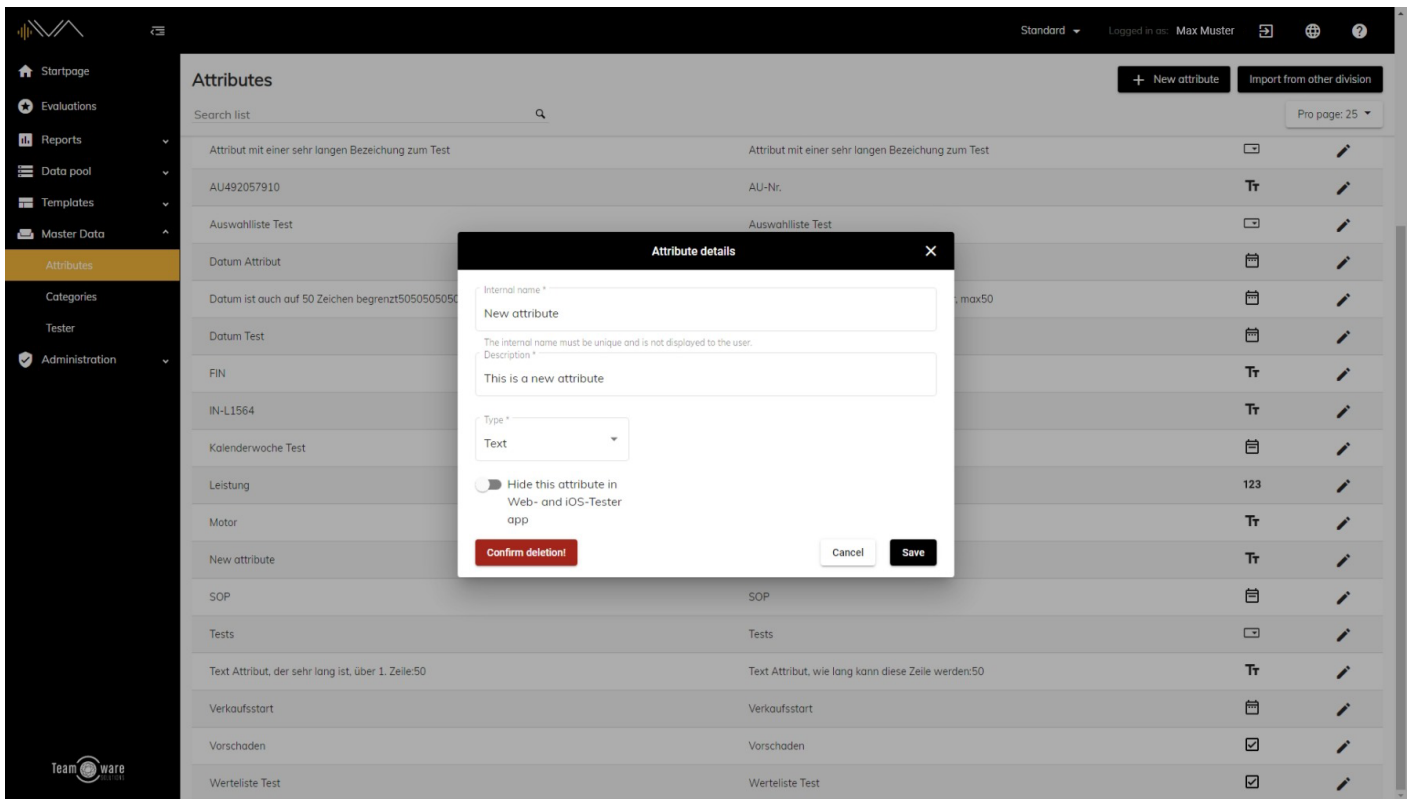 Standard
Logged in as: Max Muster
Startpage
Evaluations
Reports
Data pool
Templates
Master Data
Attributes
Categories
Tester
Administration
Team ware
SOLUTIONS
Attributes
+ New attribute
Import from other division
Search list
Pro page: 25
Attribut mit einer sehr langen Bezeichung zum Test Attribut mit einer sehr langen Bezeichung zum Test
AU492057910 AU-Nr.
Auswahlliste Test Auswahlliste Test
Datum Attribut
Datum ist auch auf 50 Zeichen begrenzt5050505050 , max50
Datum Test
FIN
IN-L1564
Kalenderwoche Test
Leistung 123
Motor
New attribute
SOP SOP
Tests Tests
Text Attribut, der sehr lang ist, über 1. Zeile:50 Text Attribut, wie lang kann diese Zeile werden:50
Verkaufsstart Verkaufsstart
Vorschaden Vorschaden
Werteliste Test Werteliste Test
Attribute details
Internal name *
New attribute
The internal name must be unique and is not displayed to the user.
Description *
This is a new attribute
Type *
Text
Hide this attribute in
Web- and iOS-Tester
app
Confirm deletion!
Cancel
Save